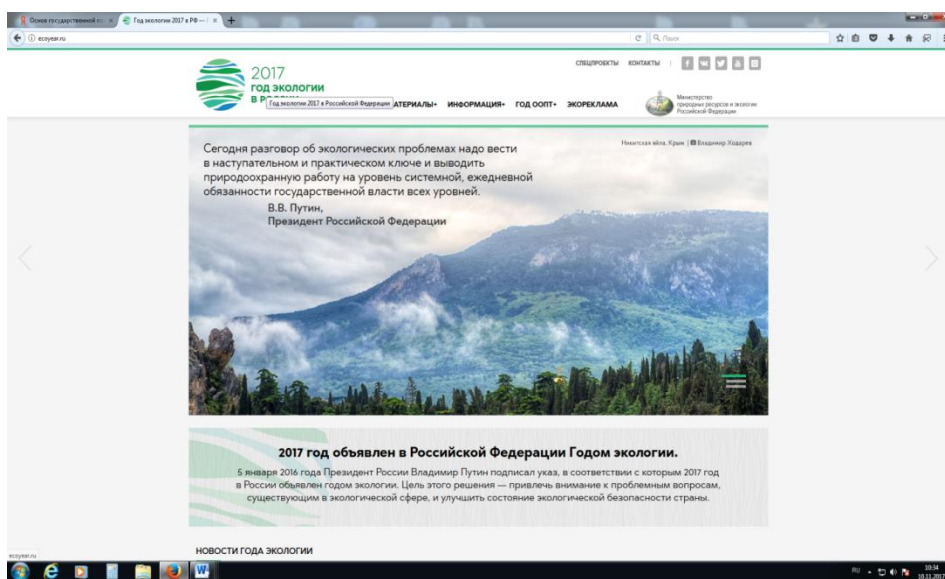 Основ государственной по
Год экологии 2017 в РФ —
ecoyear.ru
Поиск
СПЕЦПРОЕКТЫ КОНТАКТЫ
2017
ГОД ЭКОЛОГИИ
В
Год экологии 2017 в Российской Федерации
АТЕРИАЛЫ ИНФОРМАЦИЯ ГОД ООПТ ЭКОРЕКЛАМА
Министерство
природных ресурсов и экологии
Российской Федерации
Сегодня разговор об экологических проблемах надо вести
в наступательном и практическом ключе и выводить
природоохранную работу на уровень системной, ежедневной
обязанности государственной власти всех уровней.
В.В. Путин,
Президент Российской Федерации
Никитская яйла, Крым | Владимир Ходарев
2017 год объявлен в Российской Федерации Годом экологии.
5 января 2016 года Президент России Владимир Путин подписал указ, в соответствии с которым 2017 год
в России объявлен годом экологии. Цель этого решения — привлечь внимание к проблемным вопросам,
существующим в экологической сфере, и улучшить состояние экологической безопасности страны.
НОВОСТИ ГОДА ЭКОЛОГИИ
ecoyear.ru
RU
10:34
10.11.2017